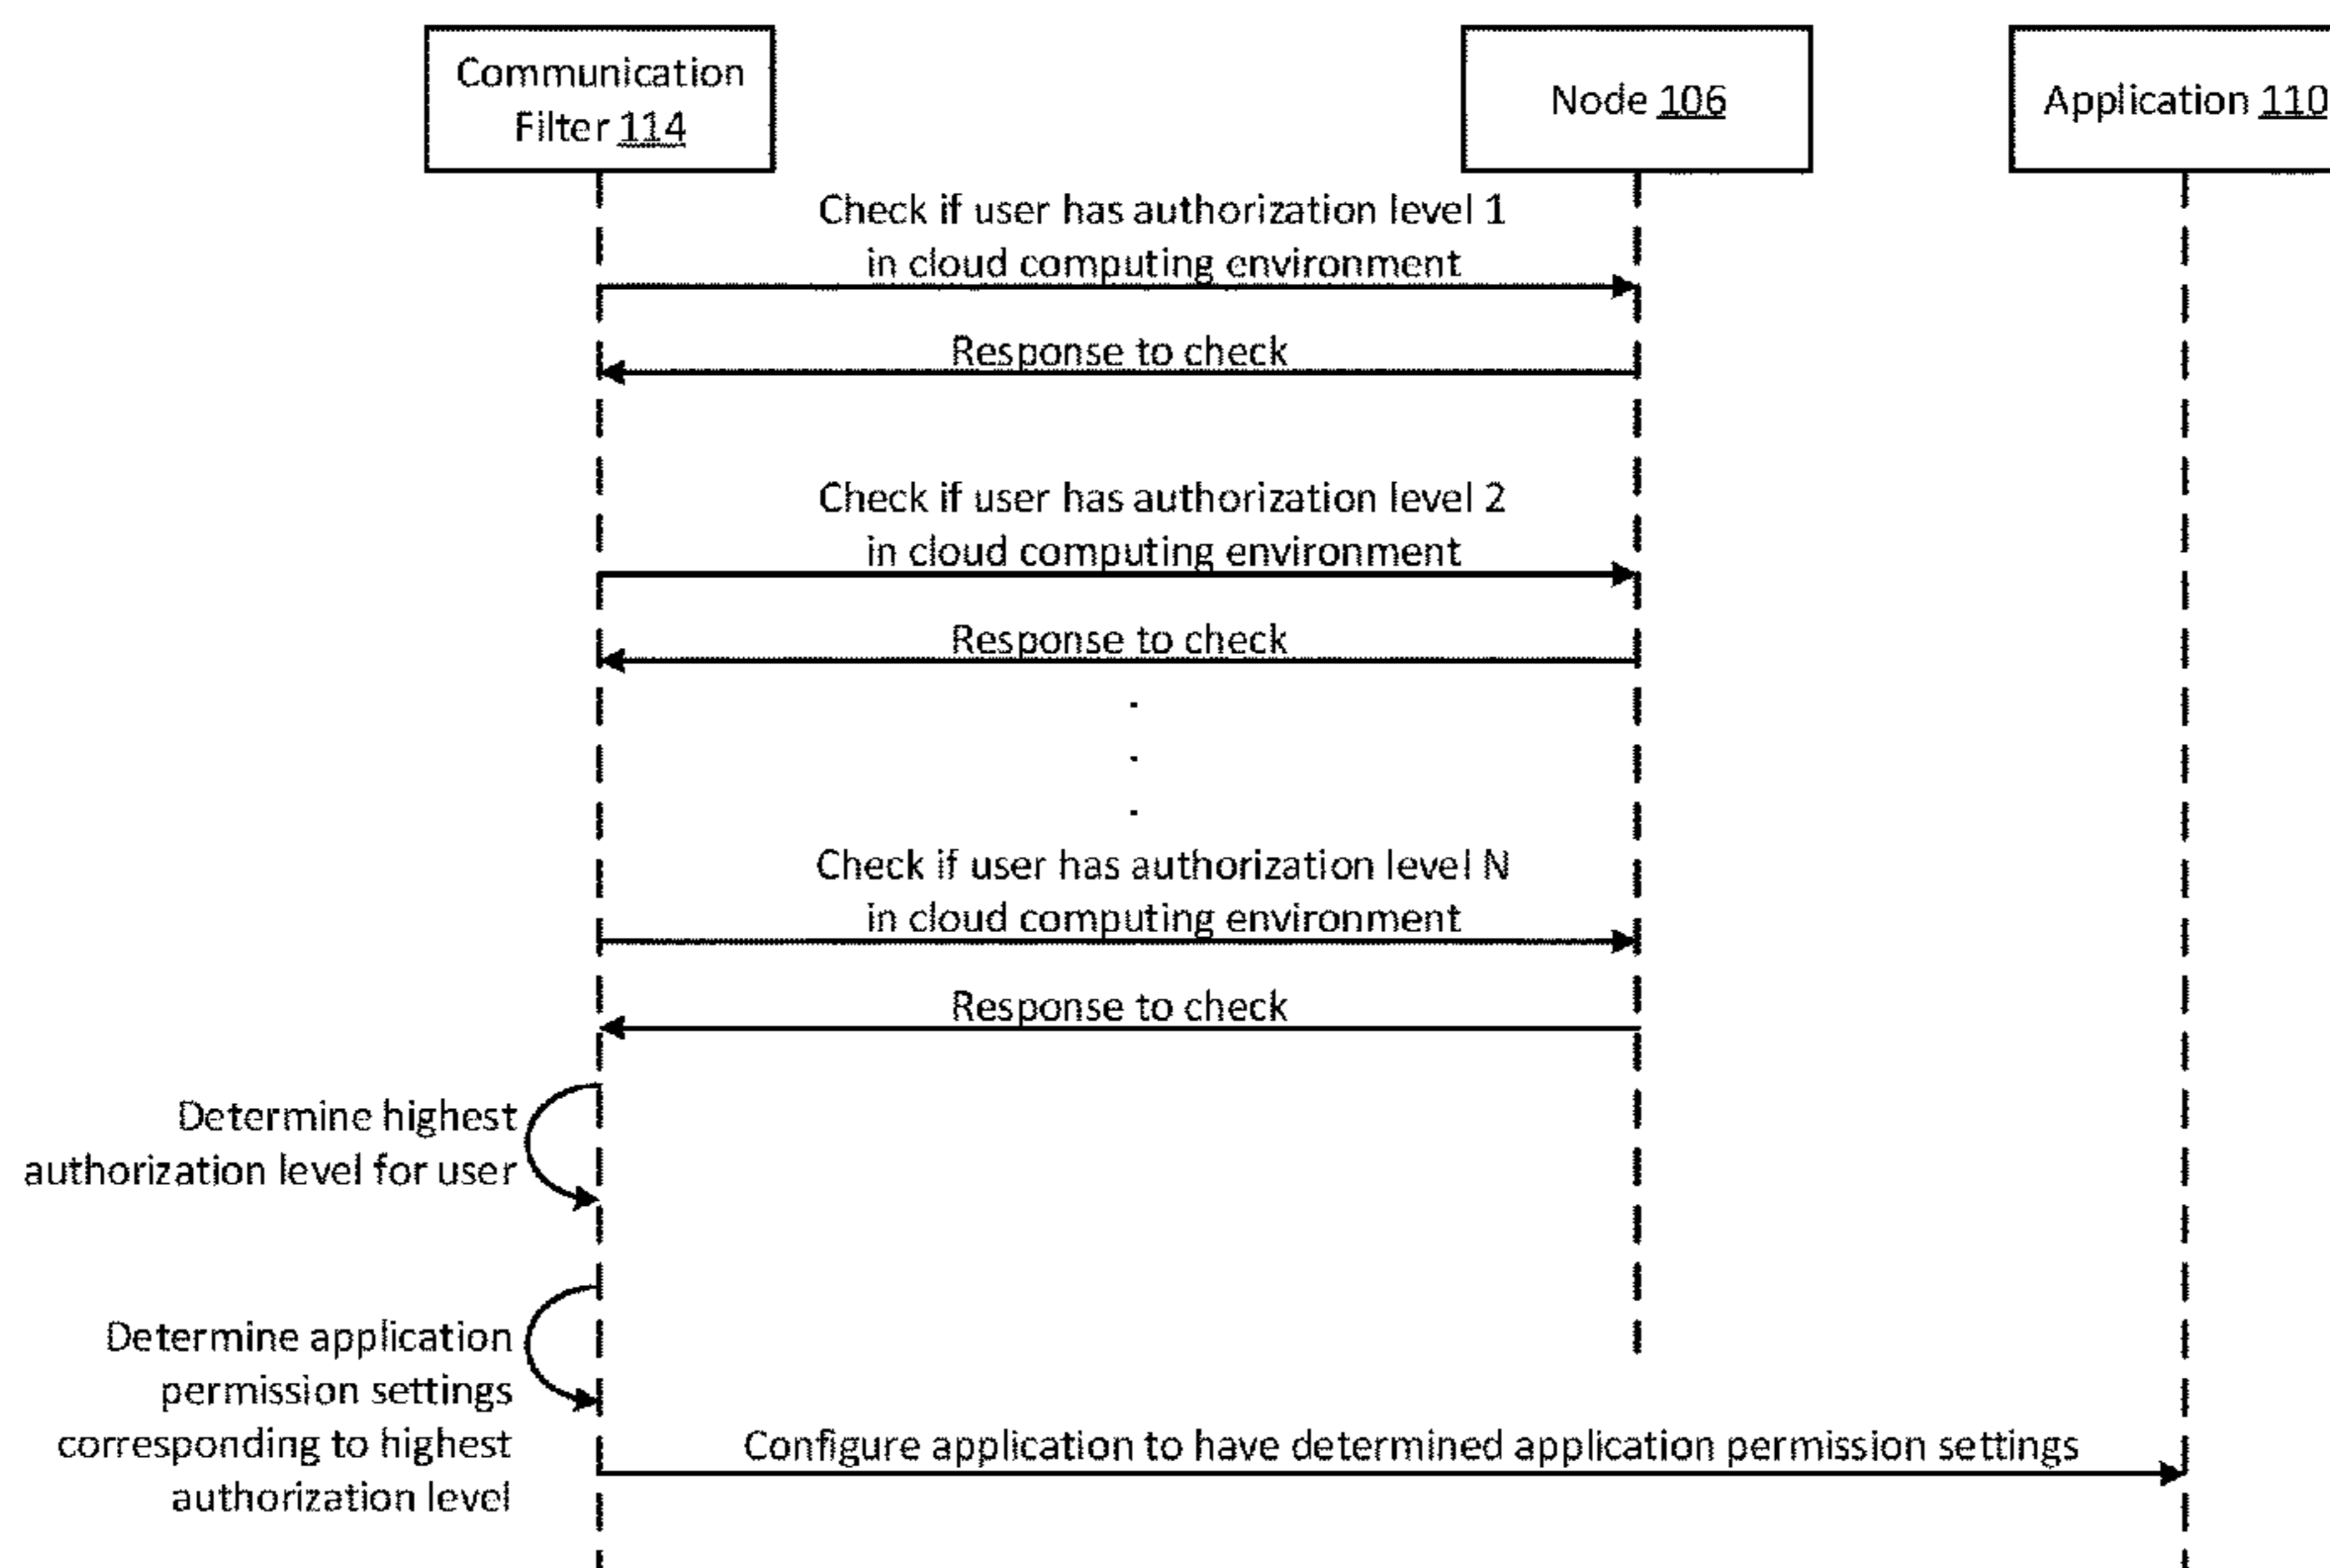 Communication
Filter 114
Node 106
Application 110
Check if user has authorization level 1
in cloud computing environment
Response to check
Check if user has authorization level 2
in cloud computing environment
Response to check
Check if user has authorization level N
in cloud computing environment
Response to check
Determine highest
authorization level for user
Determine application
permission settings
corresponding to highest
authorization level
Configure application to have determined application permission settings